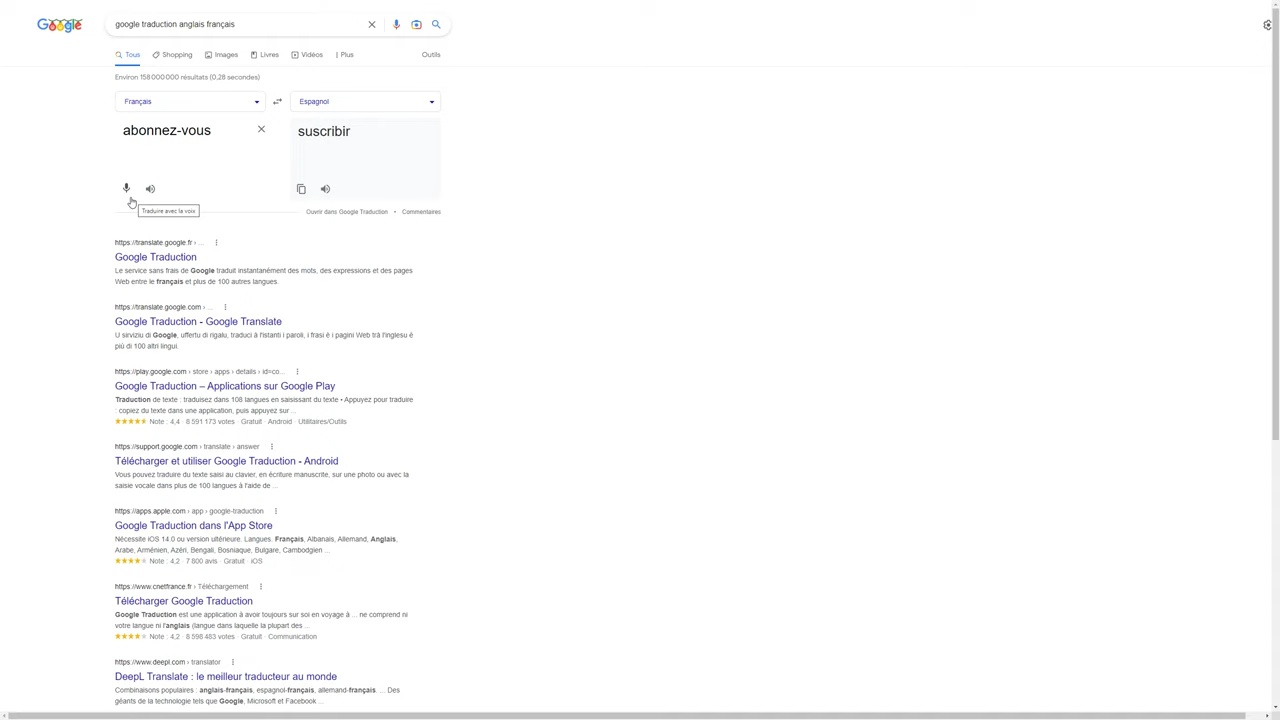 Google
google traduction anglais français
Tous
Shopping
Images
Livres
Vidéos
Plus
Outils
Environ 158 000 000 résultats (0,28 secondes)
Français
Espagnol
abonnez-vous
suscribir
Traduire avec la voix
Ouvrir dans Google Traduction • Commentaires
https://translate.google.fr › ...
Google Traduction
Le service sans frais de Google traduit instantanément des mots, des expressions et des pages
Web entre le français et plus de 100 autres langues.
https://translate.google.com › ...
Google Traduction - Google Translate
U sirviziu di Google, uffertu di rigalu, traduci à l'istanti i paroli, i frasi è i pagini Web trà l'inglesu è
più di 100 altri lingui.
https://play.google.com › store › apps › details › id=co...
Google Traduction – Applications sur Google Play
Traduction de texte : traduisez dans 108 langues en saisissant du texte • Appuyez pour traduire
: copiez du texte dans une application, puis appuyez sur ...
Note : 4,4 · 8 591 173 votes · Gratuit · Android · Utilitaires/Outils
https://support.google.com › translate › answer
Télécharger et utiliser Google Traduction - Android
Vous pouvez traduire du texte saisi au clavier, en écriture manuscrite, sur une photo ou avec la
saisie vocale dans plus de 100 langues à l'aide de ...
https://apps.apple.com › app › google-traduction
Google Traduction dans l'App Store
Nécessite iOS 14.0 ou version ultérieure. Langues. Français, Albanais, Allemand, Anglais,
Arabe, Arménien, Azéri, Bengali, Bosniaque, Bulgare, Cambodgien ...
Note : 4,2 · 7 800 avis · Gratuit · iOS
https://www.cnetfrance.fr › Téléchargement
Télécharger Google Traduction
Google Traduction est une application à avoir toujours sur soi en voyage à ... ne comprend ni
votre langue ni l'anglais (langue dans laquelle la plupart des ...
Note : 4,2 · 8 598 483 votes · Gratuit · Communication
https://www.deepl.com › translator
DeepL Translate : le meilleur traducteur au monde
Combinaisons populaires : anglais-français, espagnol-français, allemand-français. ... Des
géants de la technologie tels que Google, Microsoft et Facebook ...